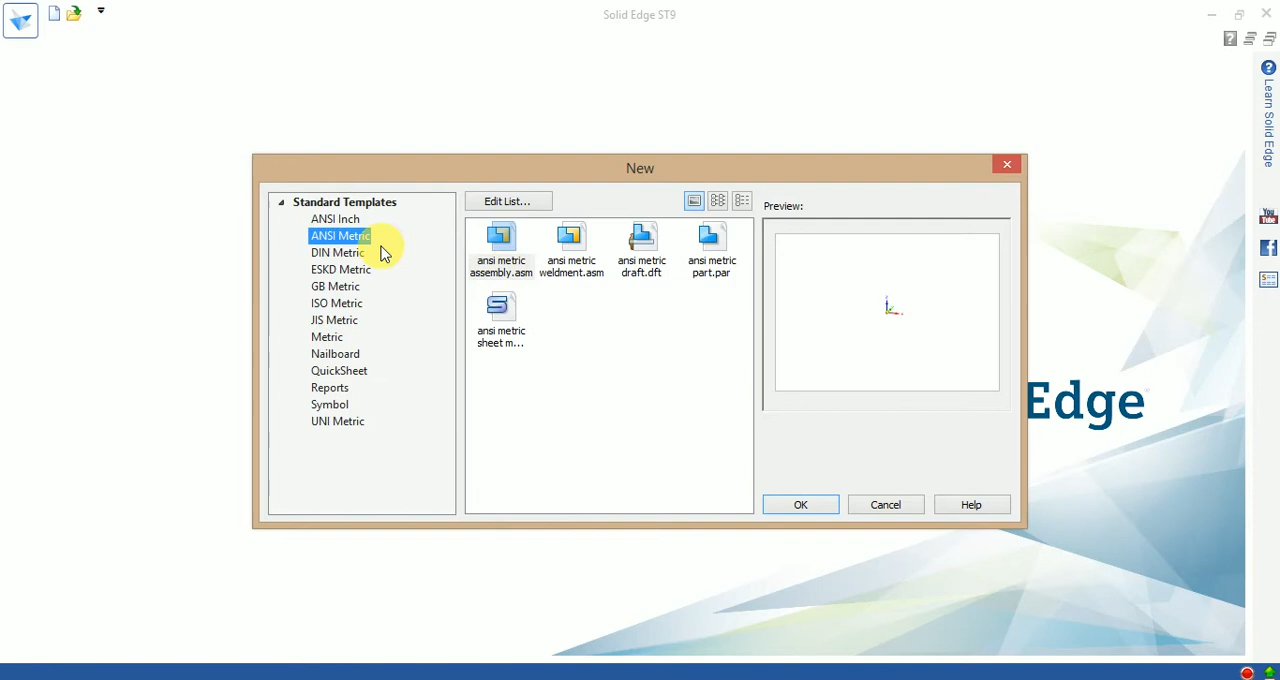 Solid Edge ST9
Learn Solid Edge
New
Standard Templates
ANSI Inch
ANSI Metric
DIN Metric
ESKD Metric
GB Metric
ISO Metric
JIS Metric
Metric
Nailboard
QuickSheet
Reports
Symbol
UNI Metric
Edit List...
ansi metric
assembly.asm
ansi metric
weldment.asm
ansi metric
draft.dft
ansi metric
part.par
ansi metric
sheet m...
Preview:
OK
Cancel
Help
Edge
You
Tube